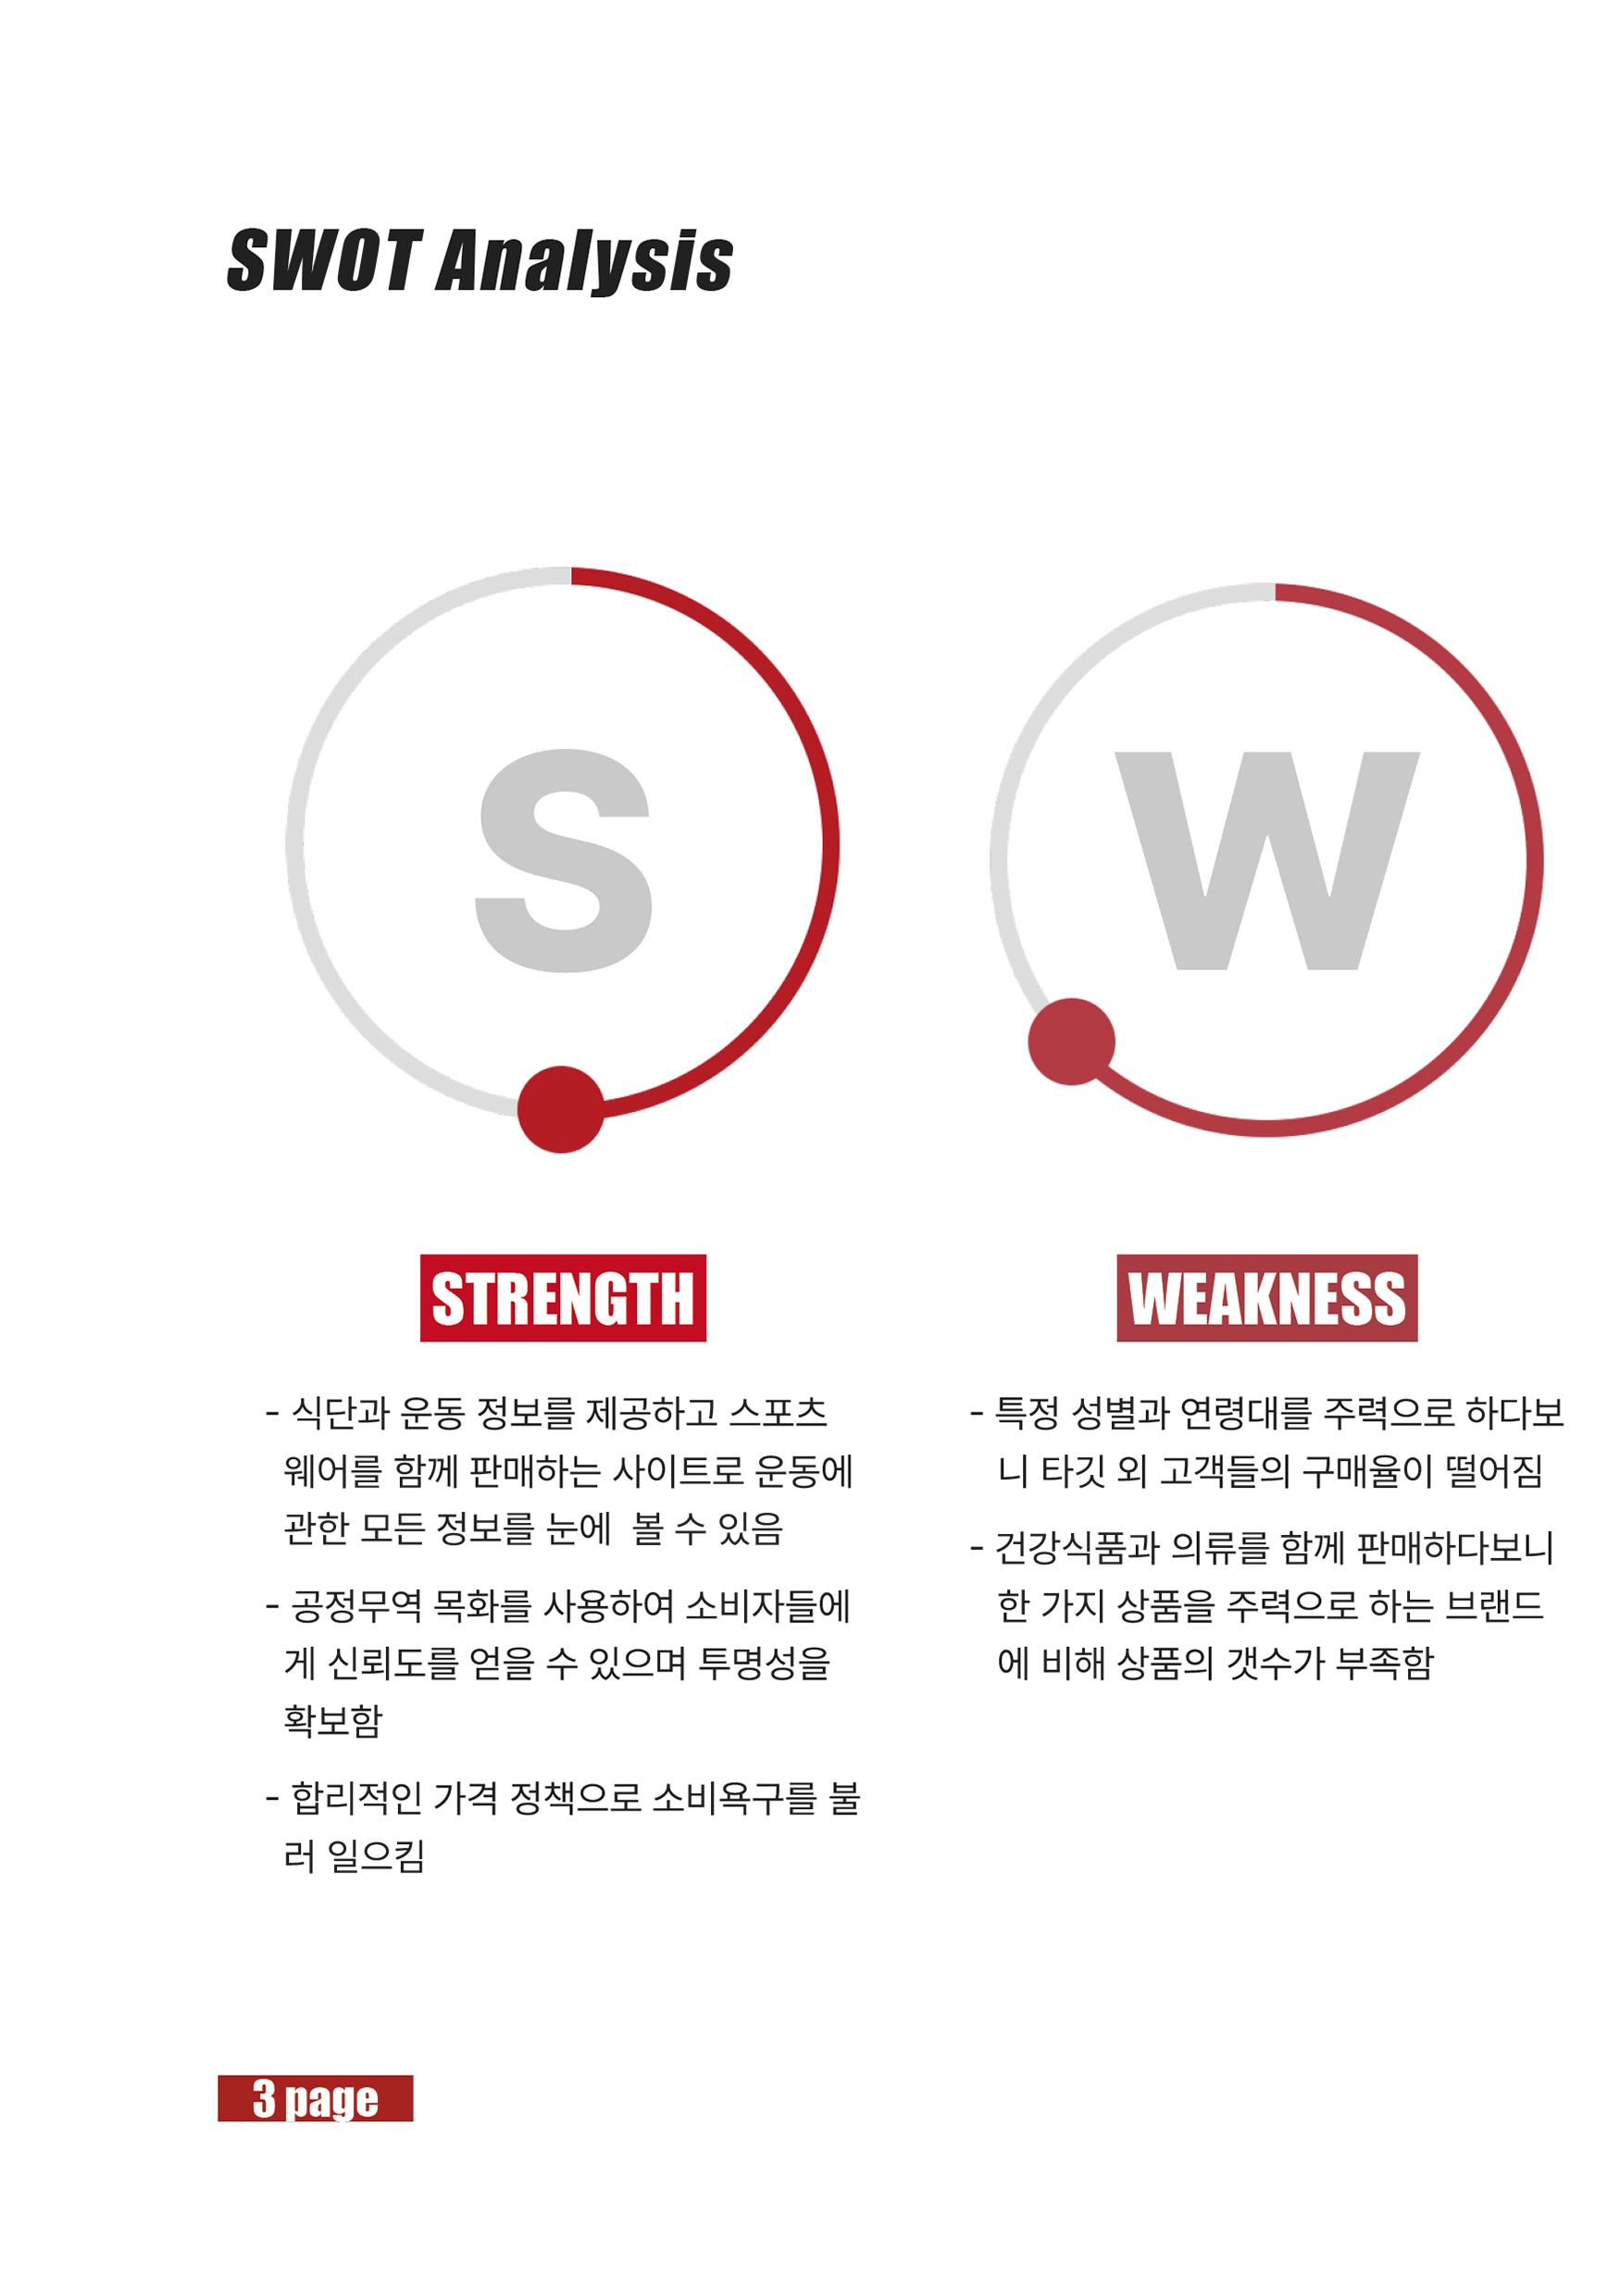 SWOT Analysis
S
W
STRENGTH
- 식단과 운동 정보를 제공하고 스포츠
웨어를 함께 판매하는 사이트로 운동에
관한 모든 정보를 눈에 볼 수 있음
- 공정무역 목화를 사용하여 소비자들에
게 신뢰도를 얻을 수 있으며 투명성을
확보함
- 합리적인 가격 정책으로 소비욕구를 불
러 일으킴
WEAKNESS
- 특정 성별과 연령대를 주력으로 하다보
니 타깃 외 고객들의 구매율이 떨어짐
- 건강식품과 의류를 함께 판매하다보니
한 가지 상품을 주력으로 하는 브랜드
에 비해 상품의 갯수가 부족함
3 page